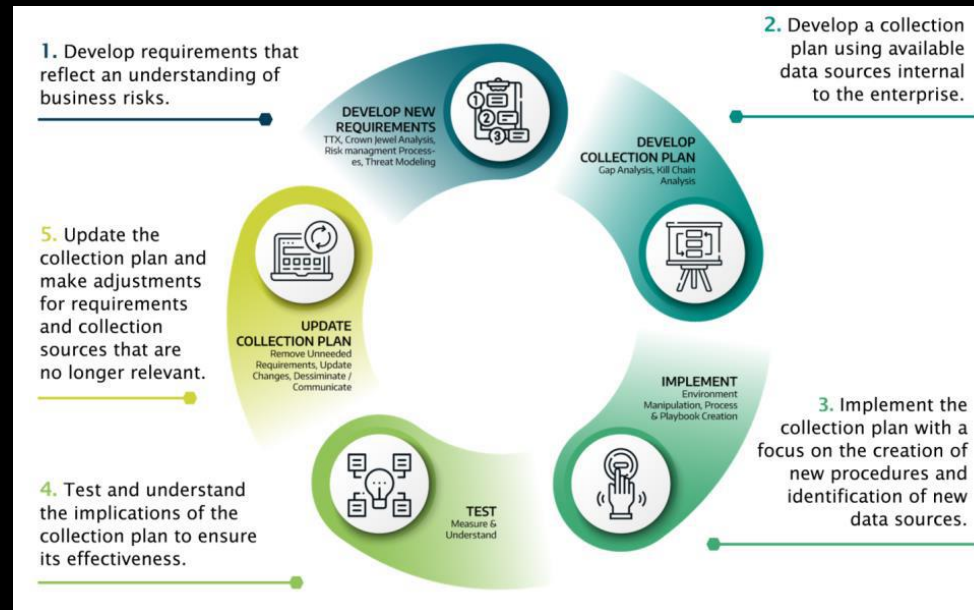 1. Develop requirements that
reflect an understanding of
business risks.
DEVELOP NEW
REQUIREMENTS
TTX, Crown Jewel Analysis,
Risk managment Process-
es, Threat Modeling
1
2
3
2. Develop a collection
plan using available
data sources internal
to the enterprise.
DEVELOP
COLLECTION PLAN
Gap Analysis, Kill Chain
Analysis
IMPLEMENT
Environment
Manipulation, Process
& Playbook Creation
3. Implement the
collection plan with a
focus on the creation of
new procedures and
identification of new
data sources.
TEST
Measure &
Understand
4. Test and understand
the implications of the
collection plan to ensure
its effectiveness.
UPDATE
COLLECTION PLAN
Remove Unneeded
Requirements, Update
Changes, Dessiminate /
Communicate
5. Update the
collection plan and
make adjustments
for requirements
and collection
sources that are
no longer relevant.